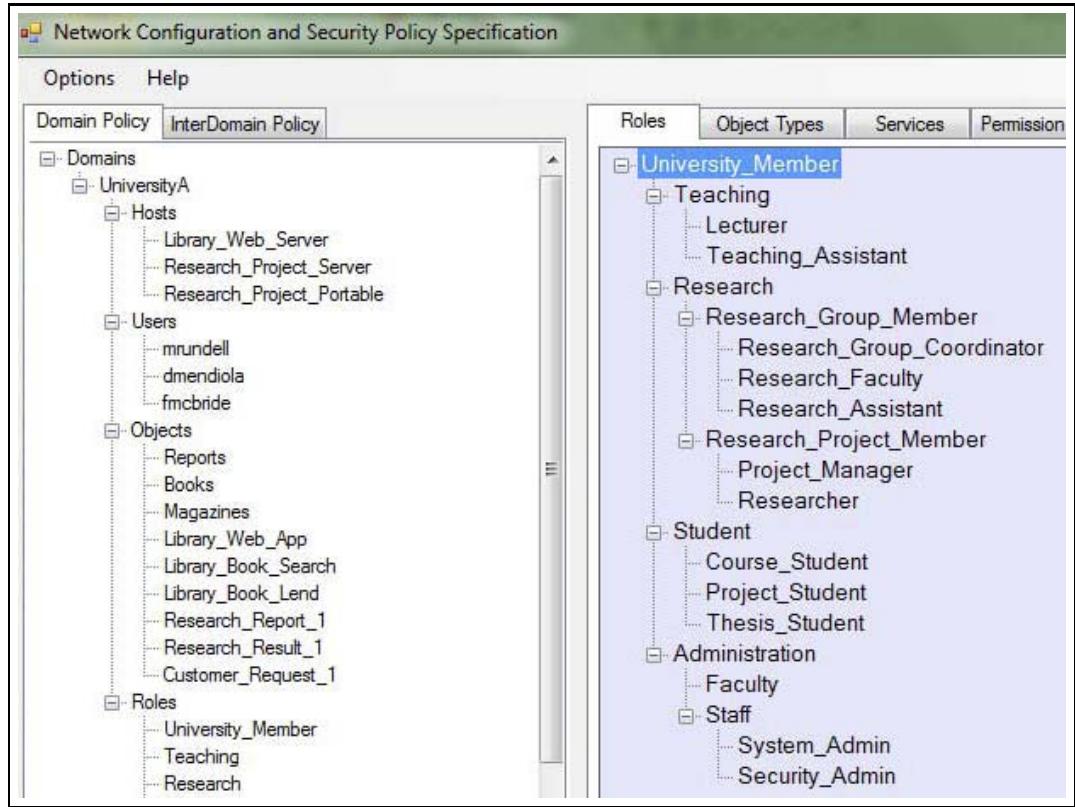 Network Configuration and Security Policy Specification
Options Help
Domain Policy InterDomain Policy
Domains
UniversityA
Hosts
Library_Web_Server
Research_Project_Server
Research_Project_Portable
Users
mrundell
dmendiola
fmcbride
Objects
Reports
Books
Magazines
Library_Web_App
Library_Book_Search
Library_Book_Lend
Research_Report_1
Research_Result_1
Customer_Request_1
Roles
University_Member
Teaching
Research
Roles Object Types Services Permission
University_Member
Teaching
Lecturer
Teaching_Assistant
Research
Research_Group_Member
Research_Group_Coordinator
Research_Faculty
Research_Assistant
Research_Project_Member
Project_Manager
Researcher
Student
Course_Student
Project_Student
Thesis_Student
Administration
Faculty
Staff
System_Admin
Security_Admin